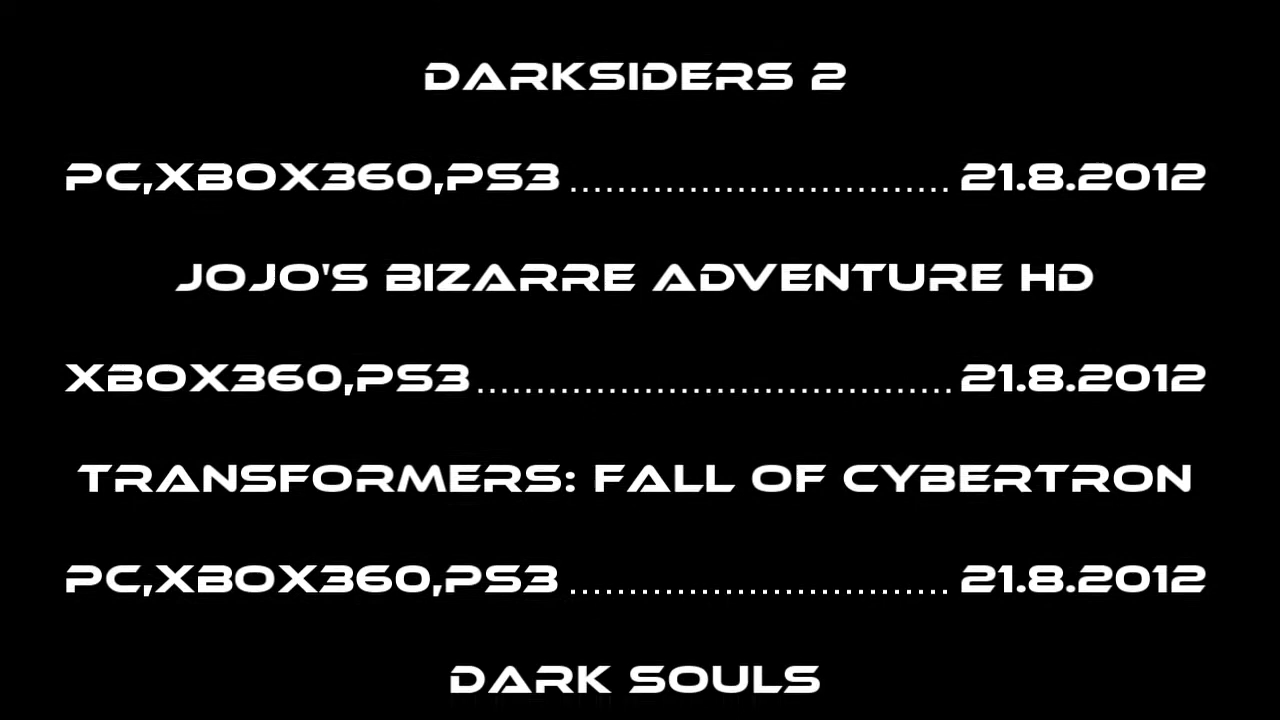 DARKSIDERS 2
PC,XBOX360,PS3................................21.8.2012
JOJO'S BIZARRE ADVENTURE HD
XBOX360,PS3........................................21.8.2012
TRANSFORMERS: FALL OF CYBERTRON
PC,XBOX360,PS3................................21.8.2012
DARK SOULS